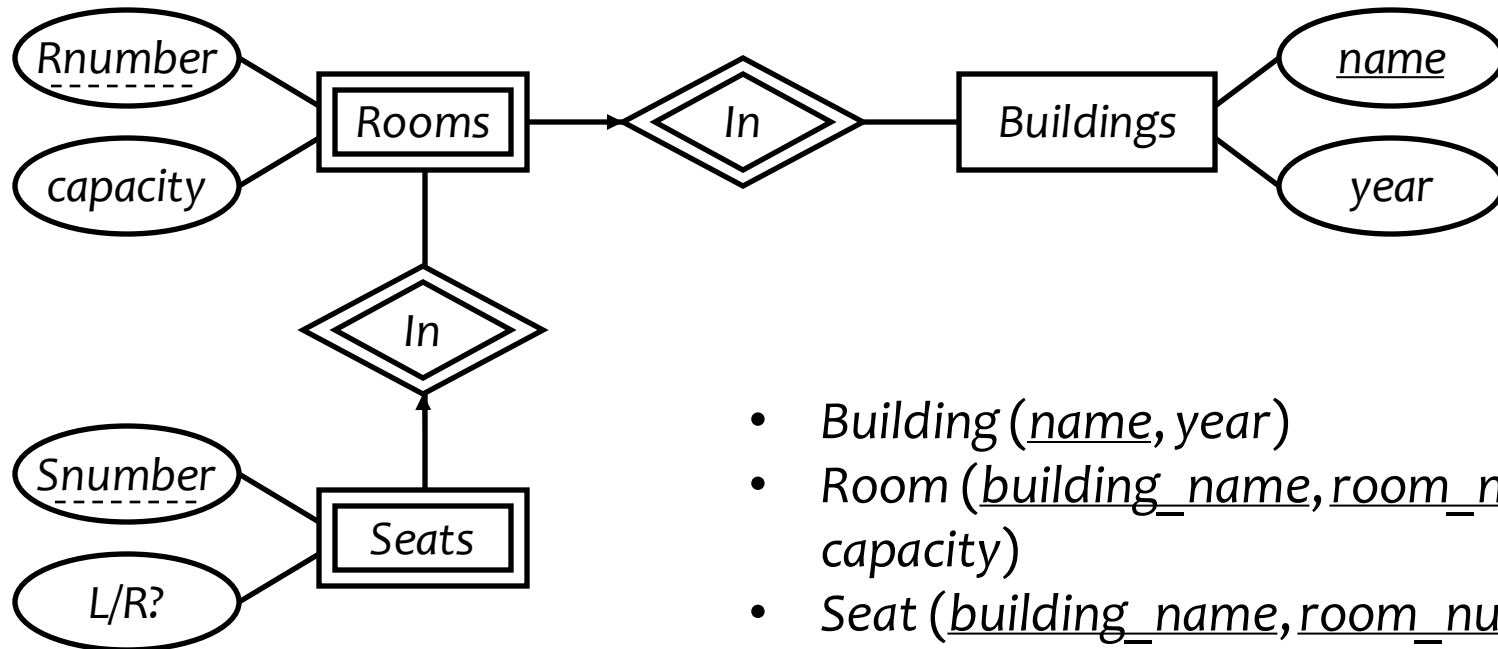 Rnumber
capacity
Rooms
In
Buildings
name
year
In
Snumber
L/R?
Seats
• Building (name, year)
• Room (building_name, room_n
capacity)
• Seat (building_name, room_nu